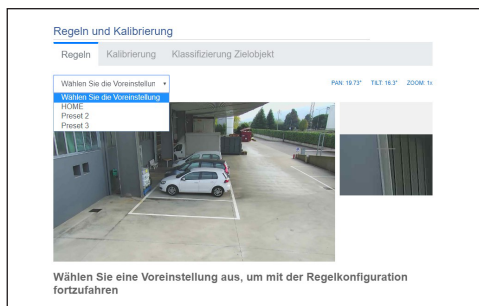 Regeln und Kalibrierung
Regeln Kalibrierung Klassifizierung Zielobjekt
Wählen Sie die Voreinstellur
PAN: 19.73° TILT: 16.3° ZOOM: 1x
Wählen Sie die Voreinstellung
HOME
Preset 2
Preset 3
Wählen Sie eine Voreinstellung aus, um mit der Regelkonfiguration
fortzufahren